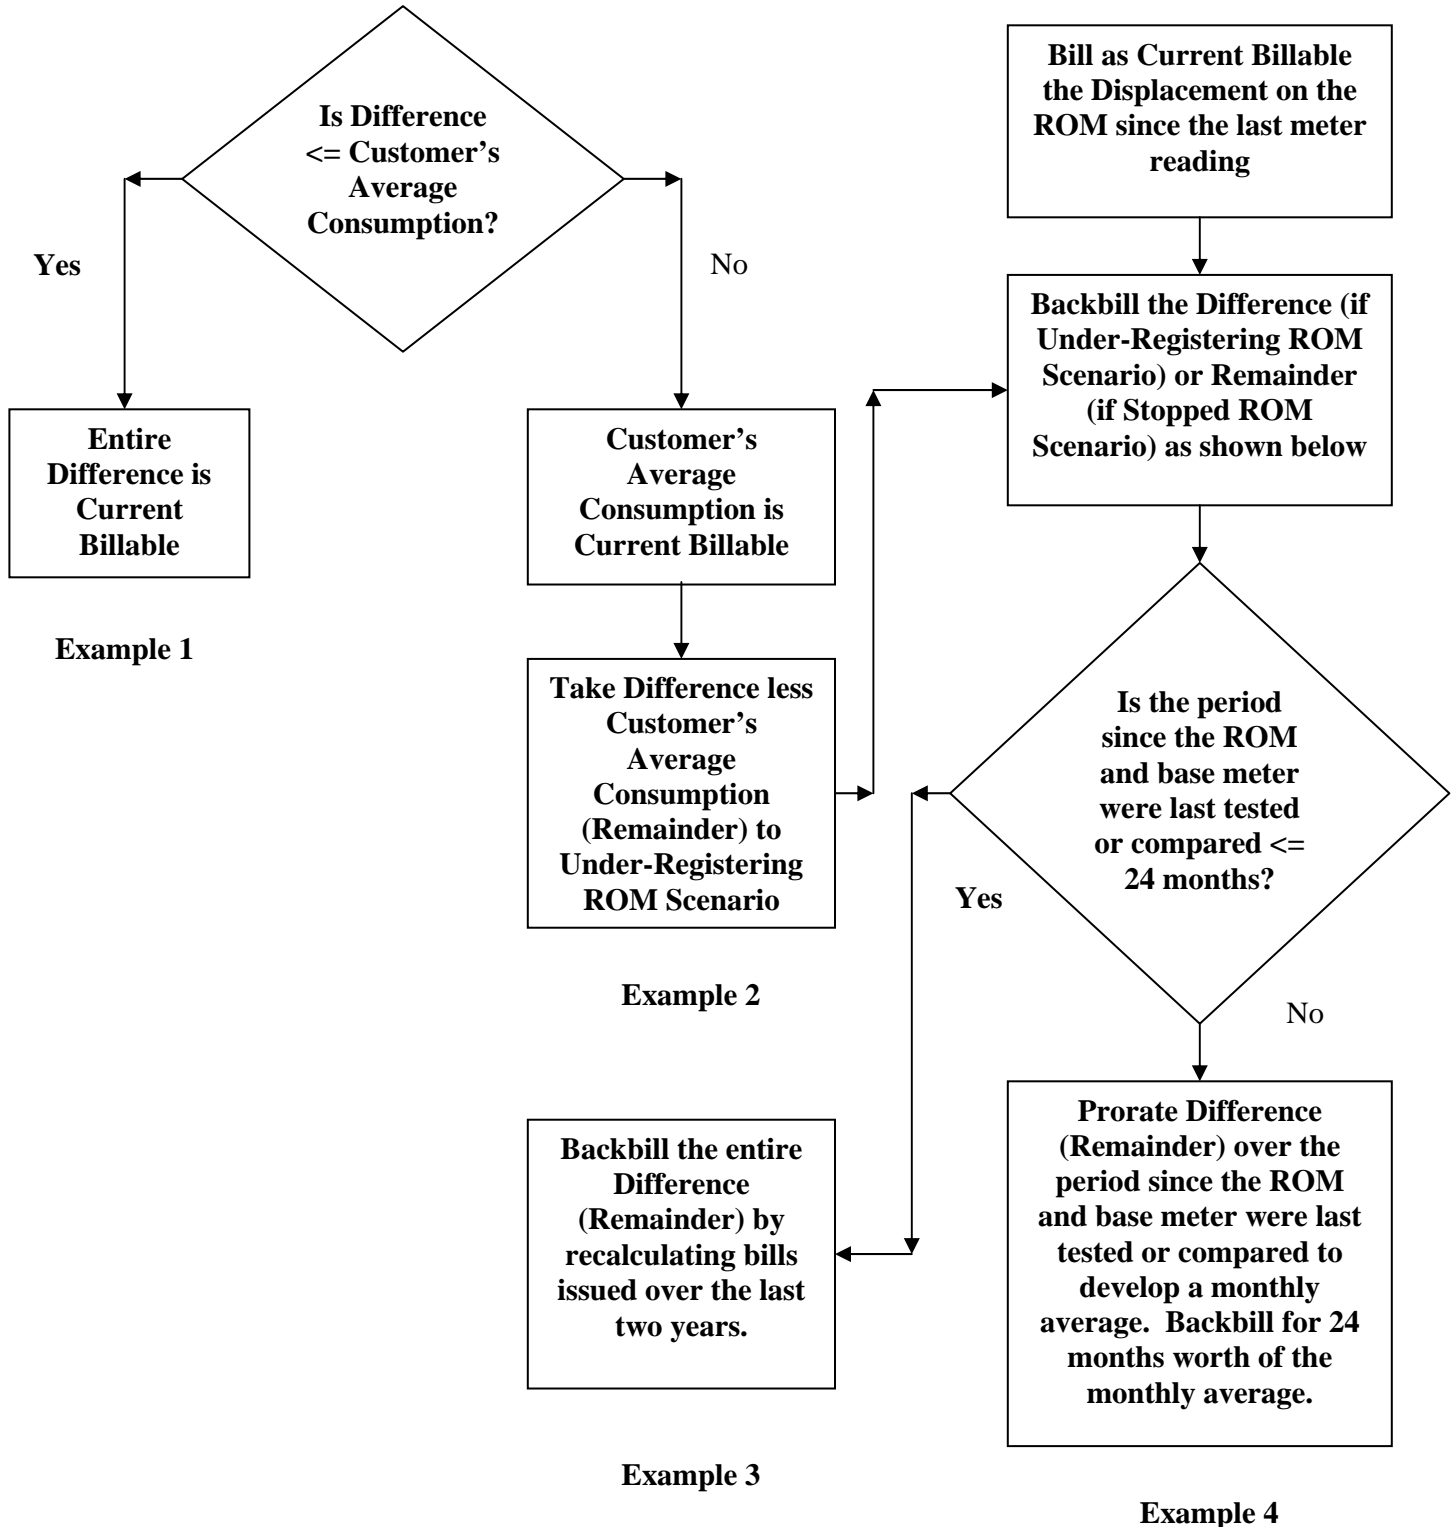 Is Difference
<= Customer's
Average
Consumption?
Yes
No
Entire
Difference is
Current
Billable
Example 1
Customer's
Average
Consumption is
Current Billable
Take Difference less
Customer's
Average
Consumption
(Remainder) to
Under-Registering
ROM Scenario
Example 2
Bill as Current Billable
the Displacement on the
ROM since the last meter
reading
Backbill the Difference (if
Under-Registering ROM
Scenario) or Remainder
(if Stopped ROM
Scenario) as shown below
Is the period
since the ROM
and base meter
were last tested
or compared <=
24 months?
Yes
No
Backbill the entire
Difference
(Remainder) by
recalculating bills
issued over the last
two years.
Example 3
Prorate Difference
(Remainder) over the
period since the ROM
and base meter were last
tested or compared to
develop a monthly
average.  Backbill for 24
months worth of the
monthly average.
Example 4